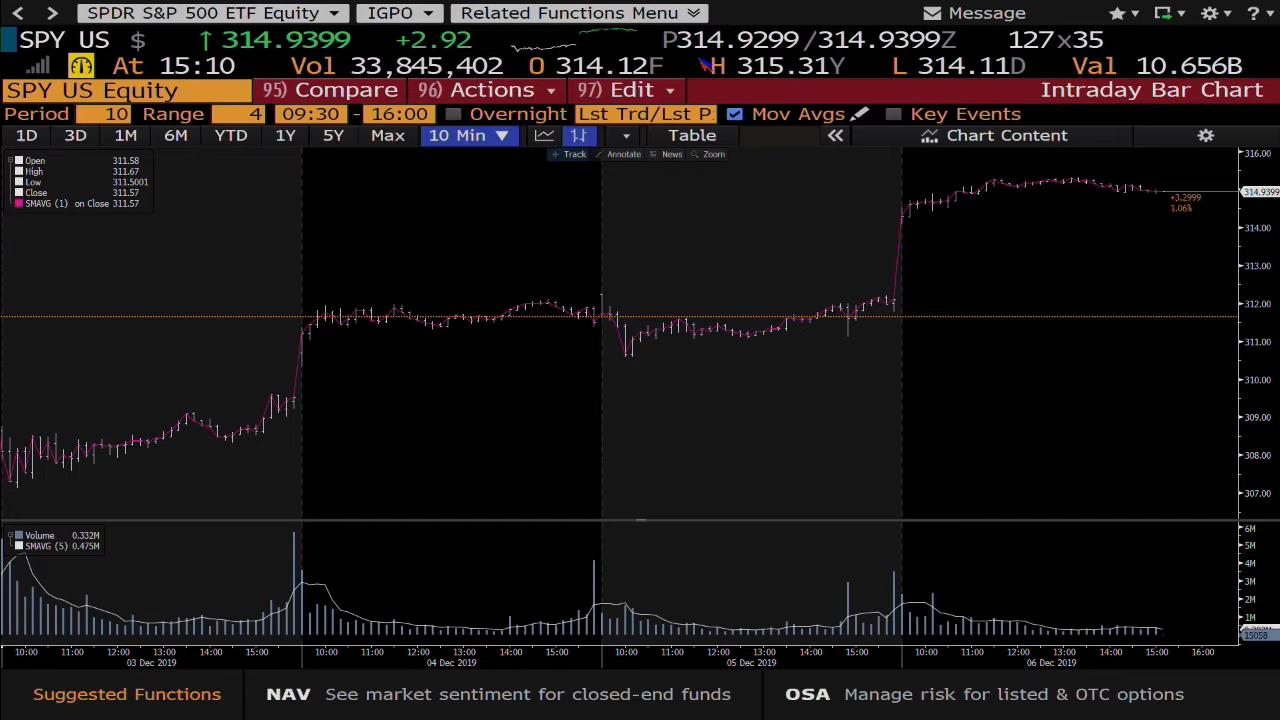 SPDR S&P 500 ETF Equity IGPO Related Functions Menu Message ?
SPY US $ ↑ 314.9399 +2.92 P314.9299/314.9399Z 127x35
At 15:10 Vol 33,845,402 O 314.12F H 315.31Y L 314.11D Val 10.656B
SPY US Equity 95) Compare 96) Actions 97) Edit Intraday Bar Chart
Period 10 Range 4 09:30 - 16:00 Overnight Lst Trd/Lst P. Mov Avgs Key Events
1D 3D 1M 6M YTD 1Y 5Y Max 10 Min ▼ Table « Chart Content
Track Annotate News Zoom
Open 311.58
High 311.67
Low 311.5001
Close 311.57
SMAVG (1) on Close 311.57
316.00
314.9399
+3.2999
1.06%
314.00
313.00
312.00
311.00
310.00
309.00
308.00
307.00
Volume 0.332M
SMAVG (5) 0.475M
6M
5M
4M
3M
2M
1M
15058
10:00 11:00 12:00 13:00 14:00 15:00 10:00 11:00 12:00 13:00 14:00 15:00 10:00 11:00 12:00 13:00 14:00 15:00 10:00 11:00 12:00 13:00 14:00 15:00 16:00
03 Dec 2019 04 Dec 2019 05 Dec 2019 06 Dec 2019
Suggested Functions NAV See market sentiment for closed-end funds OSA Manage risk for listed & OTC options